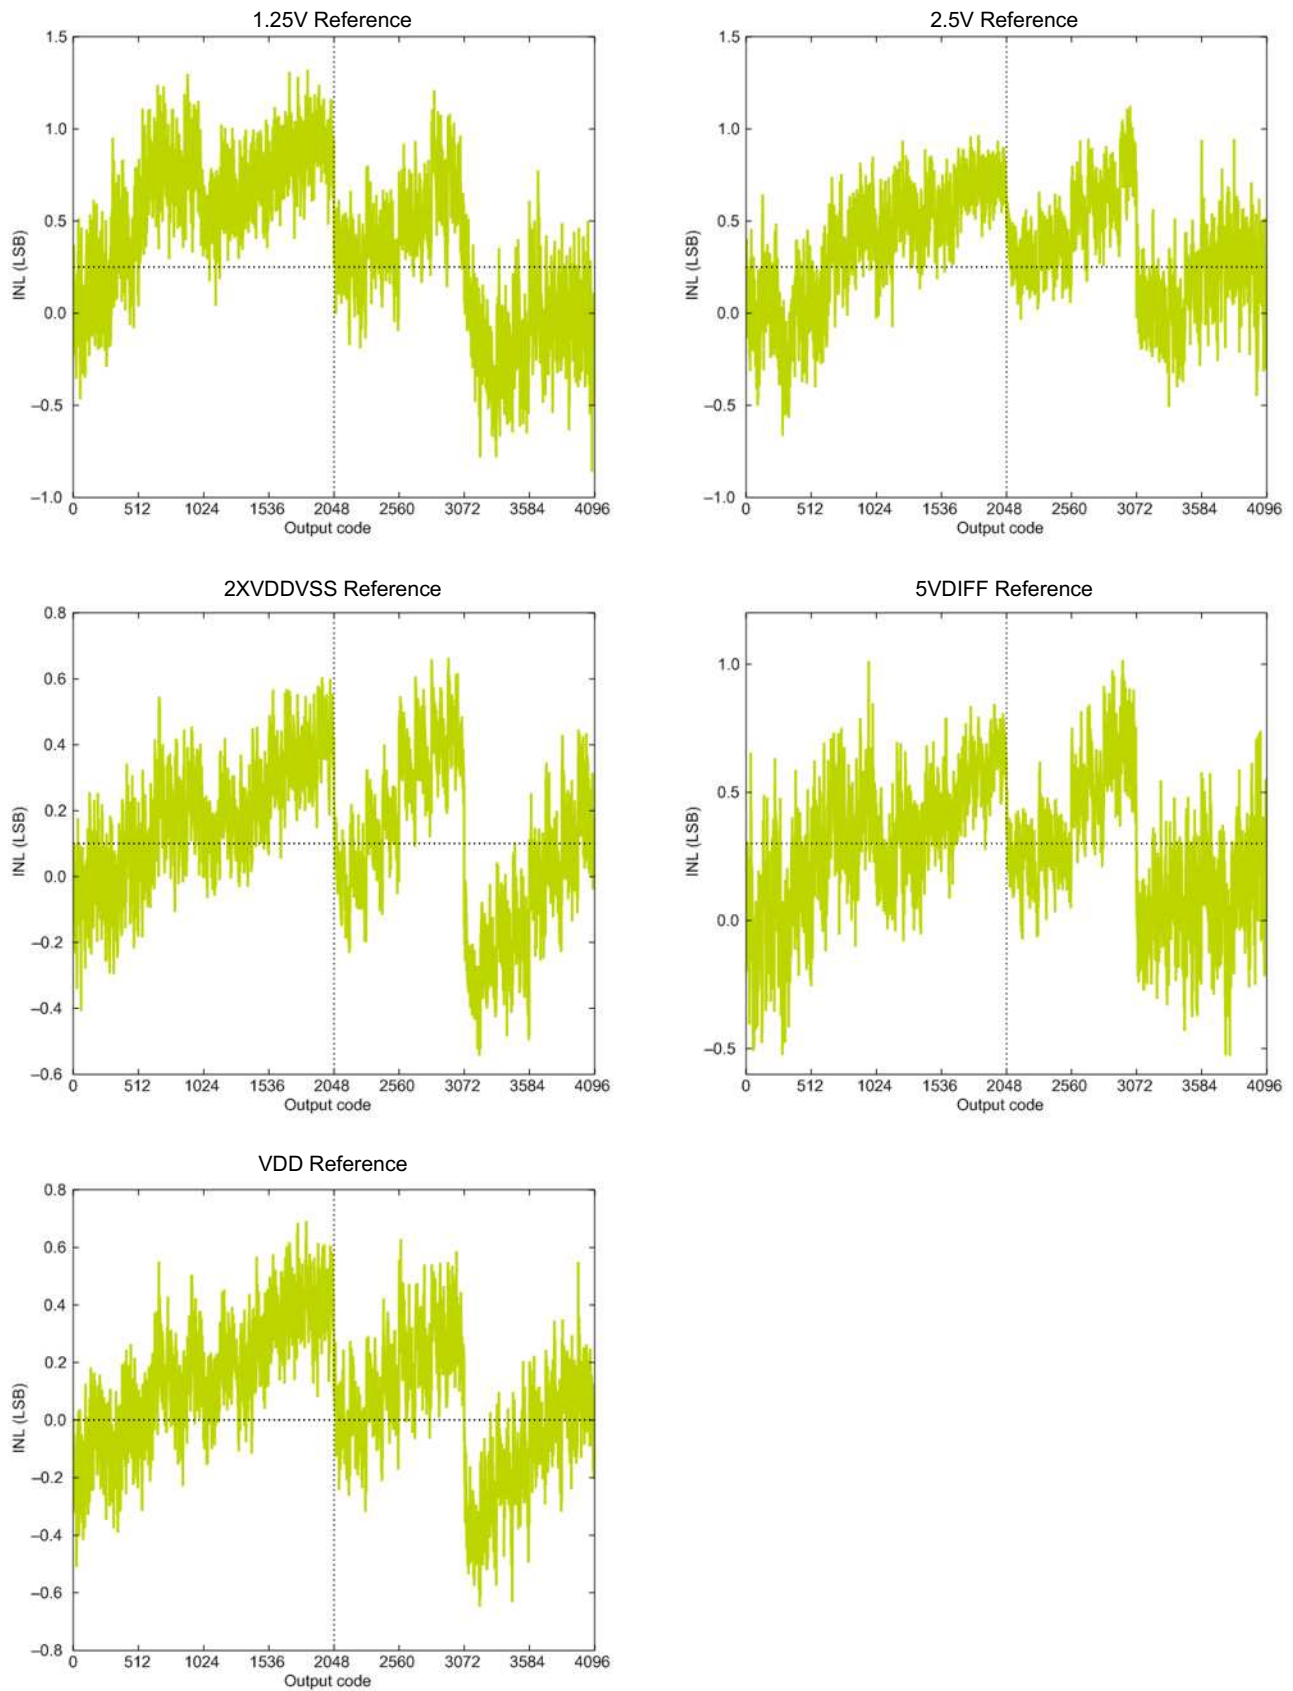 1.25V Reference
1.5
1.0
0.5
0.0
–0.5
–1.0
INL (LSB)
0 512 1024 1536 2048 2560 3072 3584 4096
Output code
2.5V Reference
1.5
1.0
0.5
0.0
–0.5
–1.0
INL (LSB)
0 512 1024 1536 2048 2560 3072 3584 4096
Output code
2XVDDVSS Reference
0.8
0.6
0.4
0.2
0.0
–0.2
–0.4
–0.6
INL (LSB)
0 512 1024 1536 2048 2560 3072 3584 4096
Output code
5VDIFF Reference
1.0
0.5
0.0
–0.5
INL (LSB)
0 512 1024 1536 2048 2560 3072 3584 4096
Output code
VDD Reference
0.8
0.6
0.4
0.2
0.0
–0.2
–0.4
–0.6
–0.8
INL (LSB)
0 512 1024 1536 2048 2560 3072 3584 4096
Output code